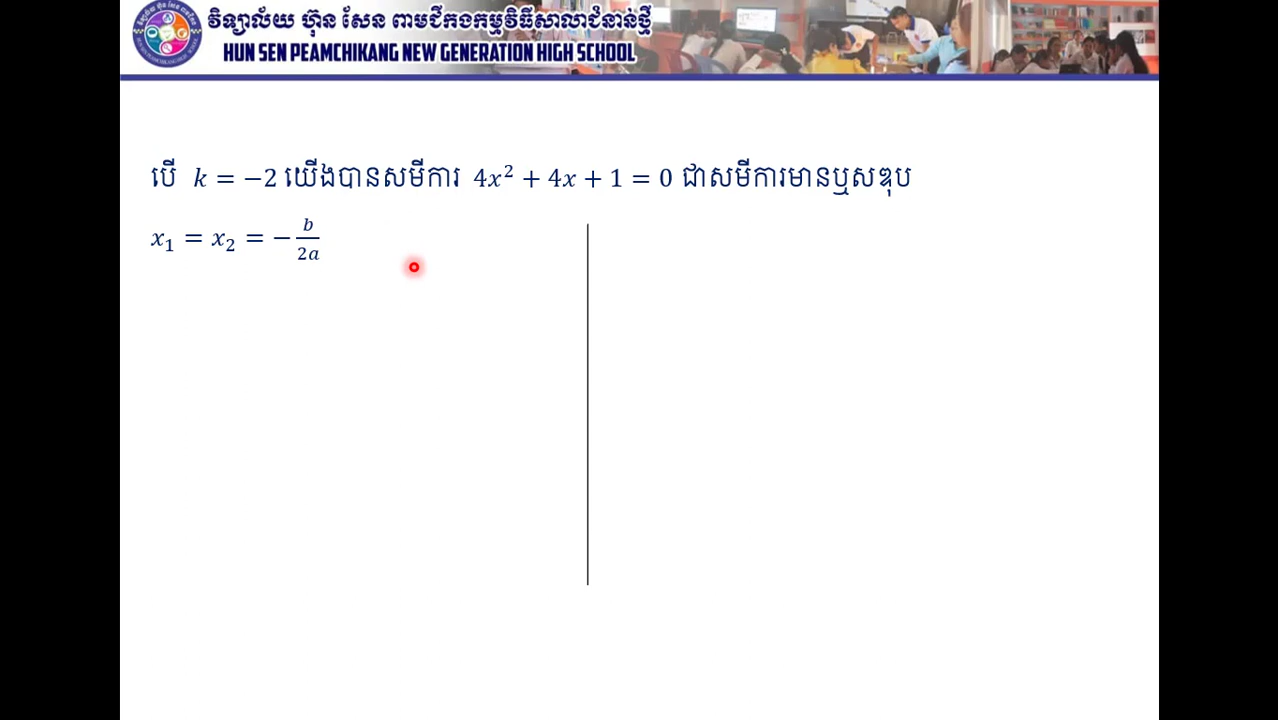 វិទ្យាល័យ ហ៊ុន សែន ពាមជីកងកម្មវិធីសាលាជំនាន់ថ្មី
HUN SEN PEAMCHIKANG NEW GENERATION HIGH SCHOOL
បើ k = −2 យើងបានសមីការ 4x² + 4x + 1 = 0 ជាសមីការមានឬសឌុប
x₁ = x₂ = − b/2a